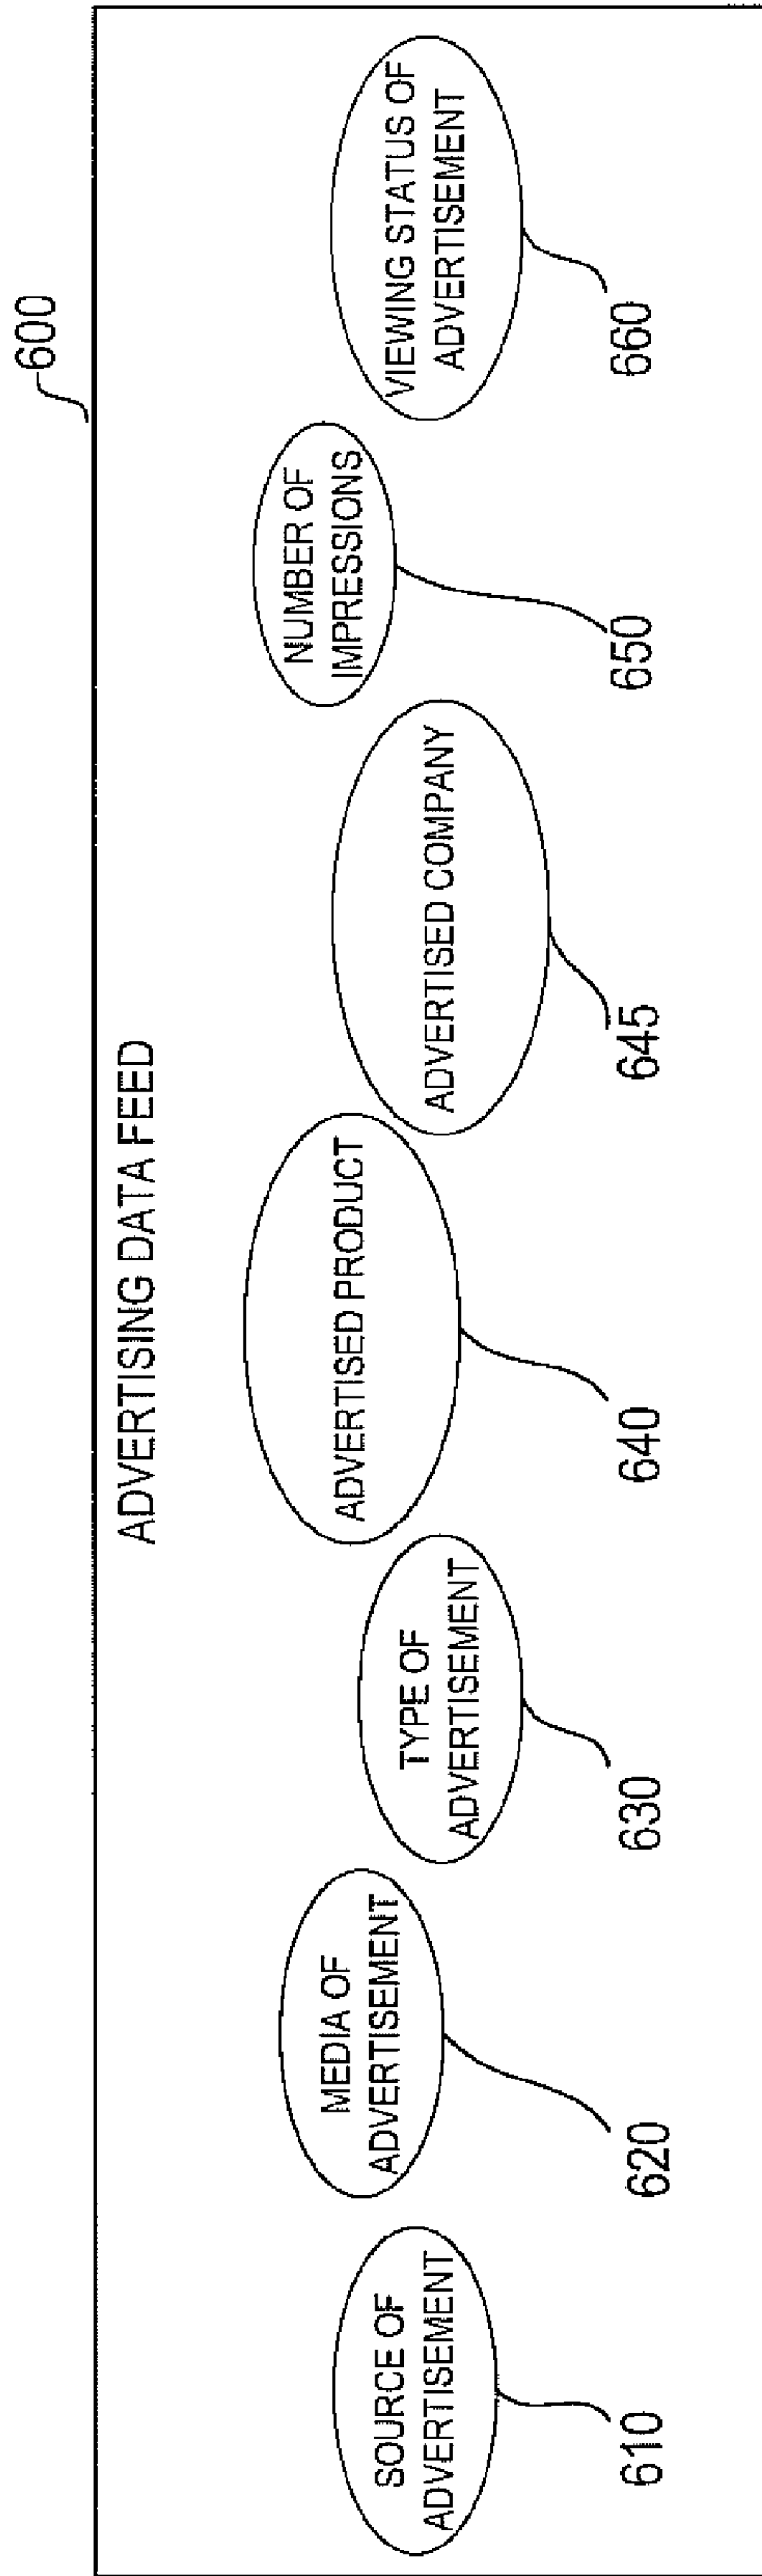 600
ADVERTISING DATA FEED
SOURCE OF
ADVERTISEMENT
610
MEDIA OF
ADVERTISEMENT
620
TYPE OF
ADVERTISEMENT
630
ADVERTISED PRODUCT
640
ADVERTISED COMPANY
645
NUMBER OF
IMPRESSIONS
650
VIEWING STATUS OF
ADVERTISEMENT
660